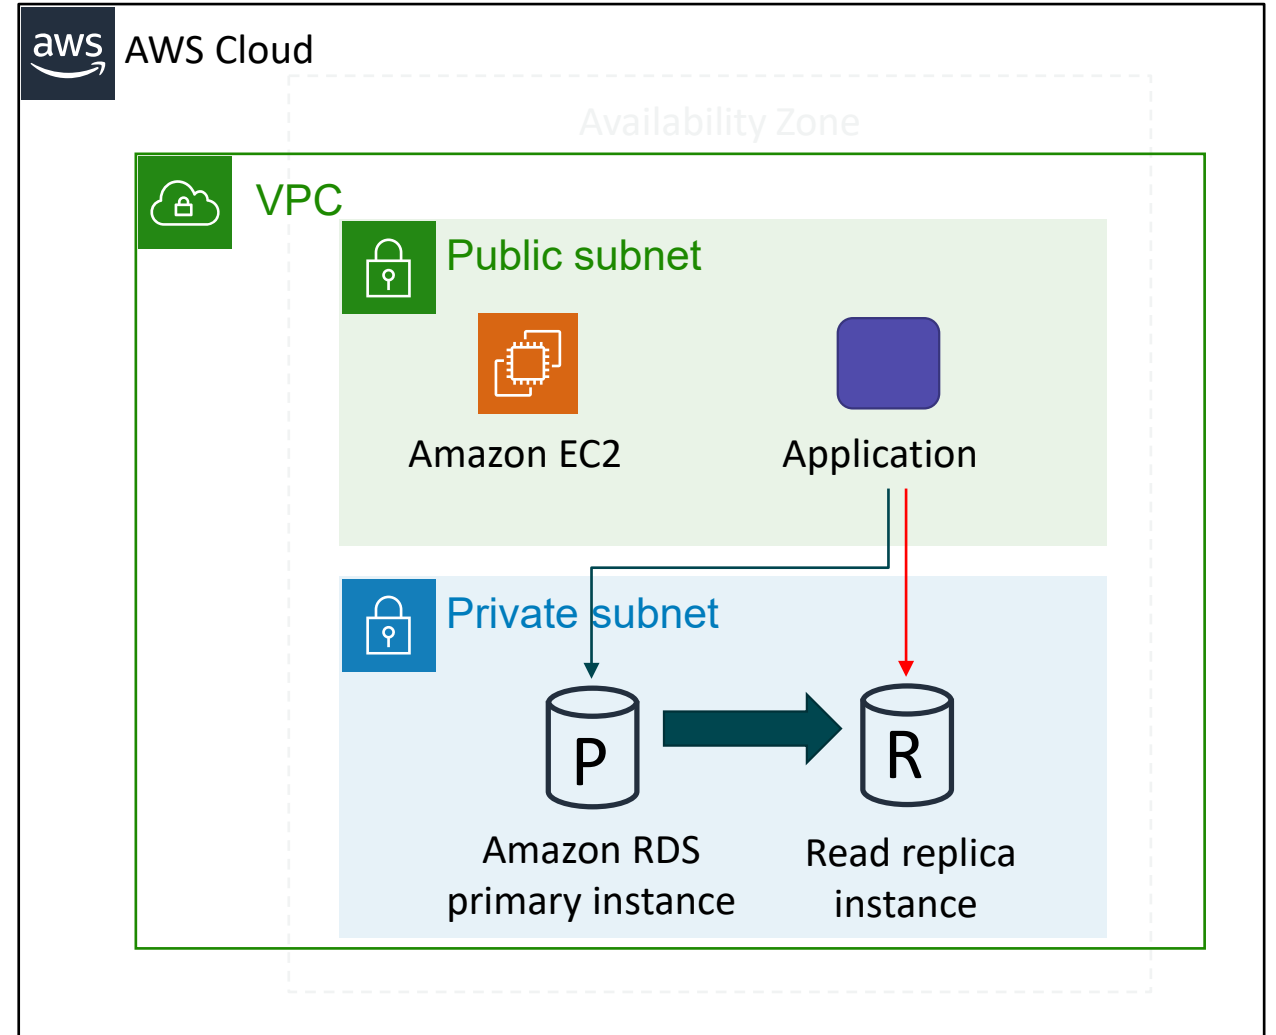 aws
AWS Cloud
Availability Zone
VPC
Public subnet
Amazon EC2
Application
Private subnet
P
R
Amazon RDS
primary instance
Read replica
instance